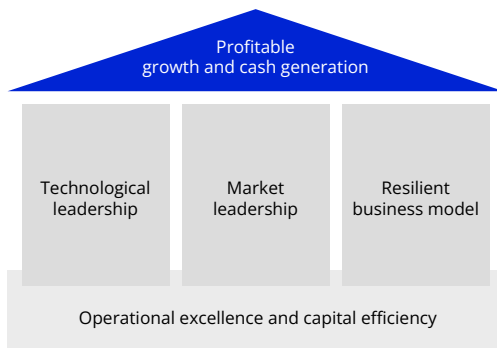 Profitable
growth and cash generation
Technological
leadership
Market
leadership
Resilient
business model
Operational excellence and capital efficiency